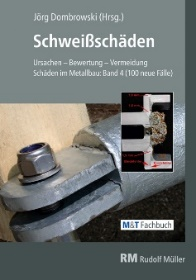 Jörg Dombrowski (Hrsg.)
Schweißschäden
Ursachen – Bewertung – Vermeidung
Schäden im Metallbau: Band 4 (100 neue Fälle)
M&T Fachbuch
RM Rudolf Müller